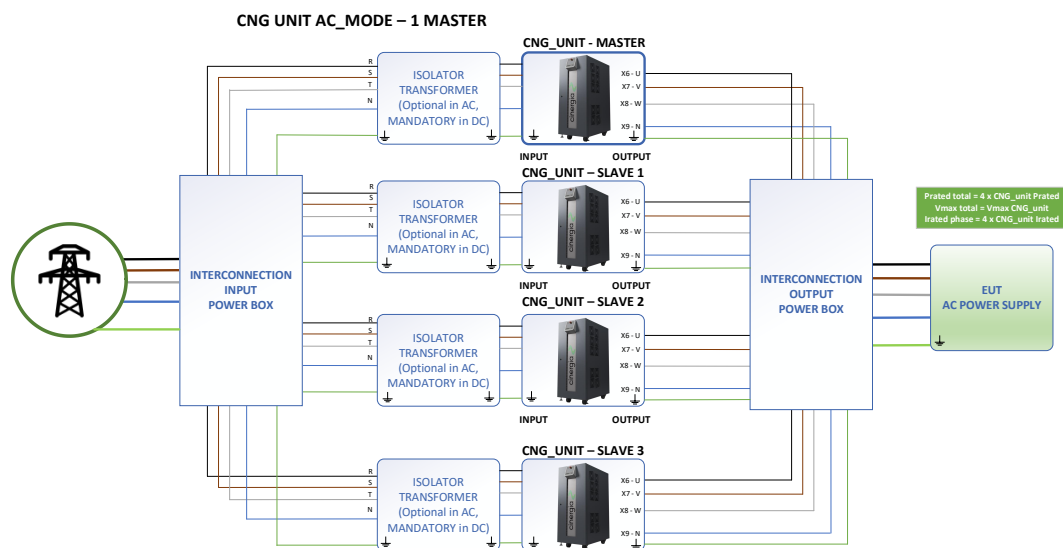 CNG UNIT AC_MODE – 1 MASTER
CNG_UNIT - MASTER
R
S
T
N
ISOLATOR
TRANSFORMER
(Optional in AC,
MANDATORY in DC)
cinergia
X6 - U
X7 - V
X8 - W
X9 - N
INPUT
OUTPUT
CNG_UNIT – SLAVE 1
R
S
T
N
ISOLATOR
TRANSFORMER
(Optional in AC,
MANDATORY in DC)
cinergia
X6 - U
X7 - V
X8 - W
X9 - N
INPUT
OUTPUT
INTERCONNECTION
INPUT
POWER BOX
INTERCONNECTION
OUTPUT
POWER BOX
Prated total = 4 x CNG_unit Prated
Vmax total = Vmax CNG_unit
Irated phase = 4 x CNG_unit Irated
EUT
AC POWER SUPPLY
CNG_UNIT – SLAVE 2
R
S
T
N
ISOLATOR
TRANSFORMER
(Optional in AC,
MANDATORY in DC)
cinergia
X6 - U
X7 - V
X8 - W
X9 - N
INPUT
OUTPUT
CNG_UNIT – SLAVE 3
R
S
T
N
ISOLATOR
TRANSFORMER
(Optional in AC,
MANDATORY in DC)
cinergia
X6 - U
X7 - V
X8 - W
X9 - N